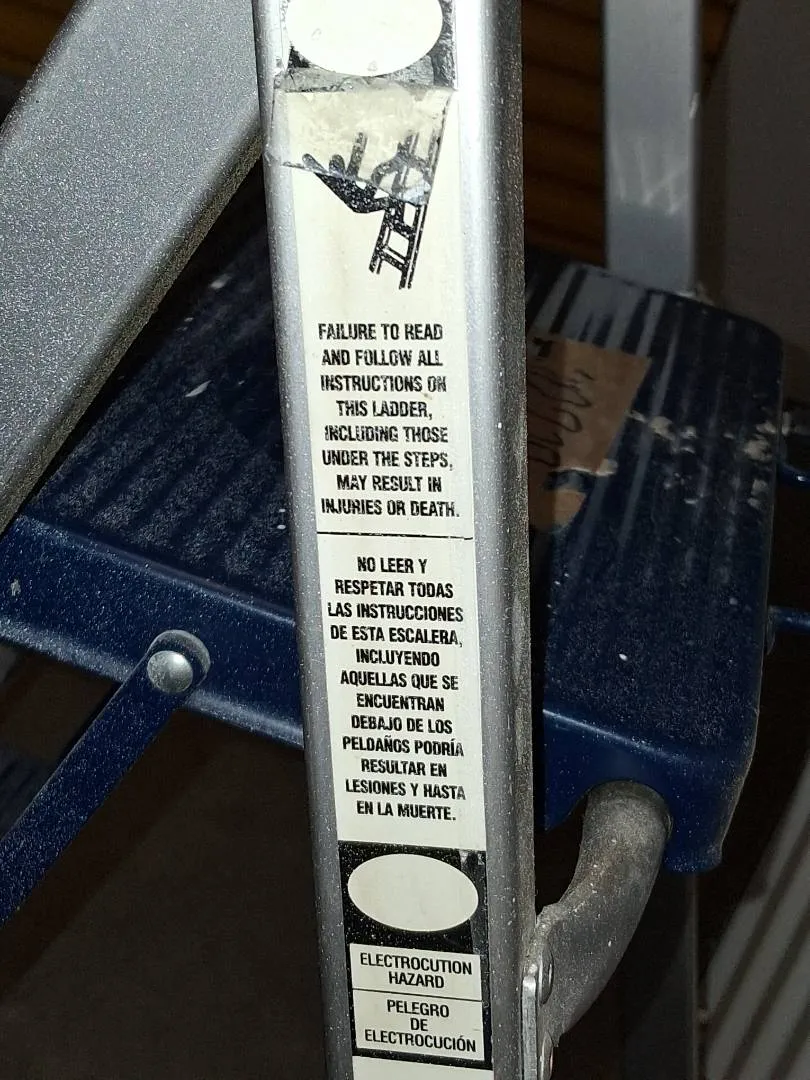 FAILURE TO READ
AND FOLLOW ALL
INSTRUCTIONS ON
THIS LADDER,
INCLUDING THOSE
UNDER THE STEPS,
MAY RESULT IN
INJURIES OR DEATH.
NO LEER Y
RESPETAR TODAS
LAS INSTRUCCIONES
DE ESTA ESCALERA,
INCLUYENDO
AQUELLAS QUE SE
ENCUENTRAN
DEBAJO DE LOS
PELDAÑOS PODRÍA
RESULTAR EN
LESIONES Y HASTA
EN LA MUERTE.
ELECTROCUTION
HAZARD
PELEGRO
DE
ELECTROCUCIÓN